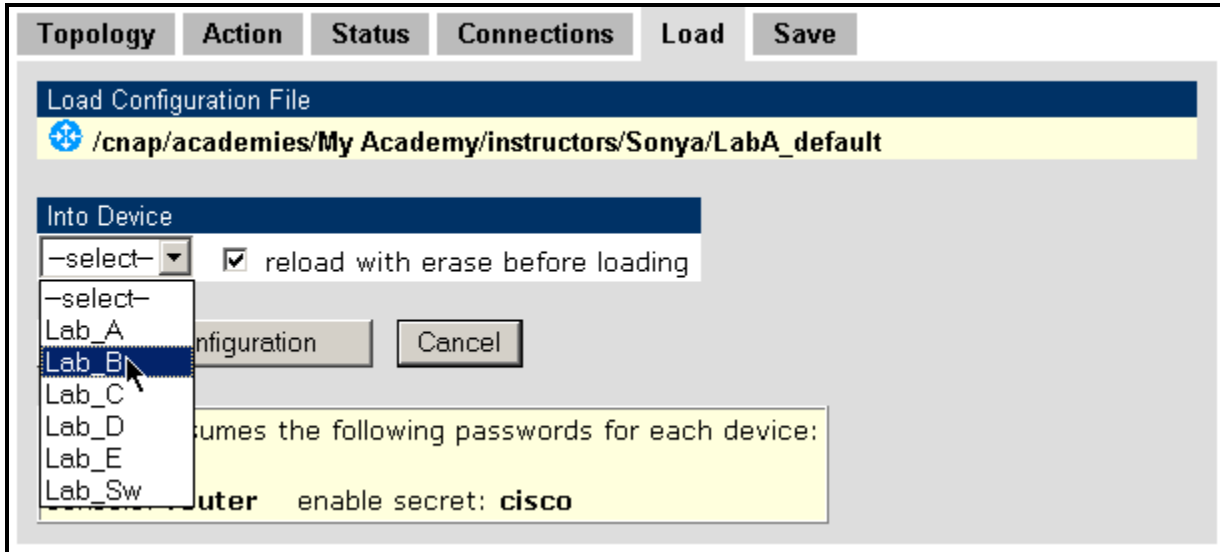 Topology Action Status Connections Load Save
Load Configuration File
/cnap/academies/My Academy/instructors/Sonya/LabA_default
Into Device
--select-- reload with erase before loading
--select--
Lab_A
nfiguration Cancel
Lab_B
Lab_C
Lab_D
umes the following passwords for each device:
Lab_E
Lab_Sw
uter enable secret: cisco